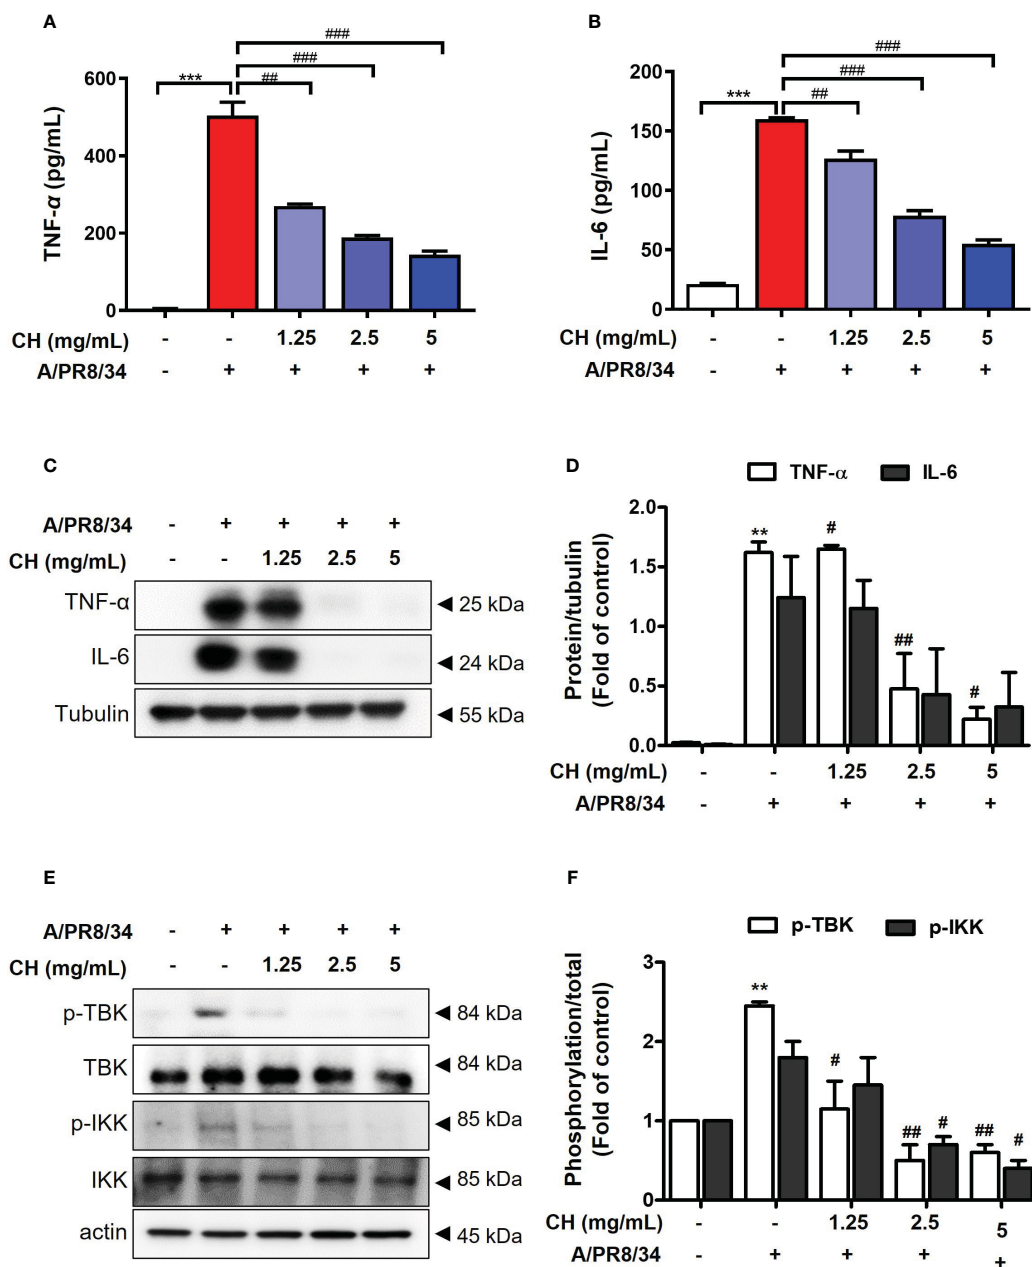 A
###
###
***
##
600
400
200
0
TNF-α (pg/mL)
CH (mg/mL) - - 1.25 2.5 5
A/PR8/34 - + + + +
B
###
###
***
##
200
150
100
50
0
IL-6 (pg/mL)
CH (mg/mL) - - 1.25 2.5 5
A/PR8/34 - + + + +
C
A/PR8/34 - + + + +
CH (mg/mL) - - 1.25 2.5 5
TNF-α ◄ 25 kDa
IL-6 ◄ 24 kDa
Tubulin ◄ 55 kDa
D
TNF-α IL-6
2.0
1.5
1.0
0.5
0.0
Protein/tubulin
(Fold of control)
** # ## #
CH (mg/mL) - - 1.25 2.5 5
A/PR8/34 - + + + +
E
A/PR8/34 - + + + +
CH (mg/mL) - - 1.25 2.5 5
p-TBK ◄ 84 kDa
TBK ◄ 84 kDa
p-IKK ◄ 85 kDa
IKK ◄ 85 kDa
actin ◄ 45 kDa
F
p-TBK p-IKK
3
2
1
0
Phosphorylation/total
(Fold of control)
** # ## # ## #
CH (mg/mL) - - 1.25 2.5 5
A/PR8/34 - + + + +